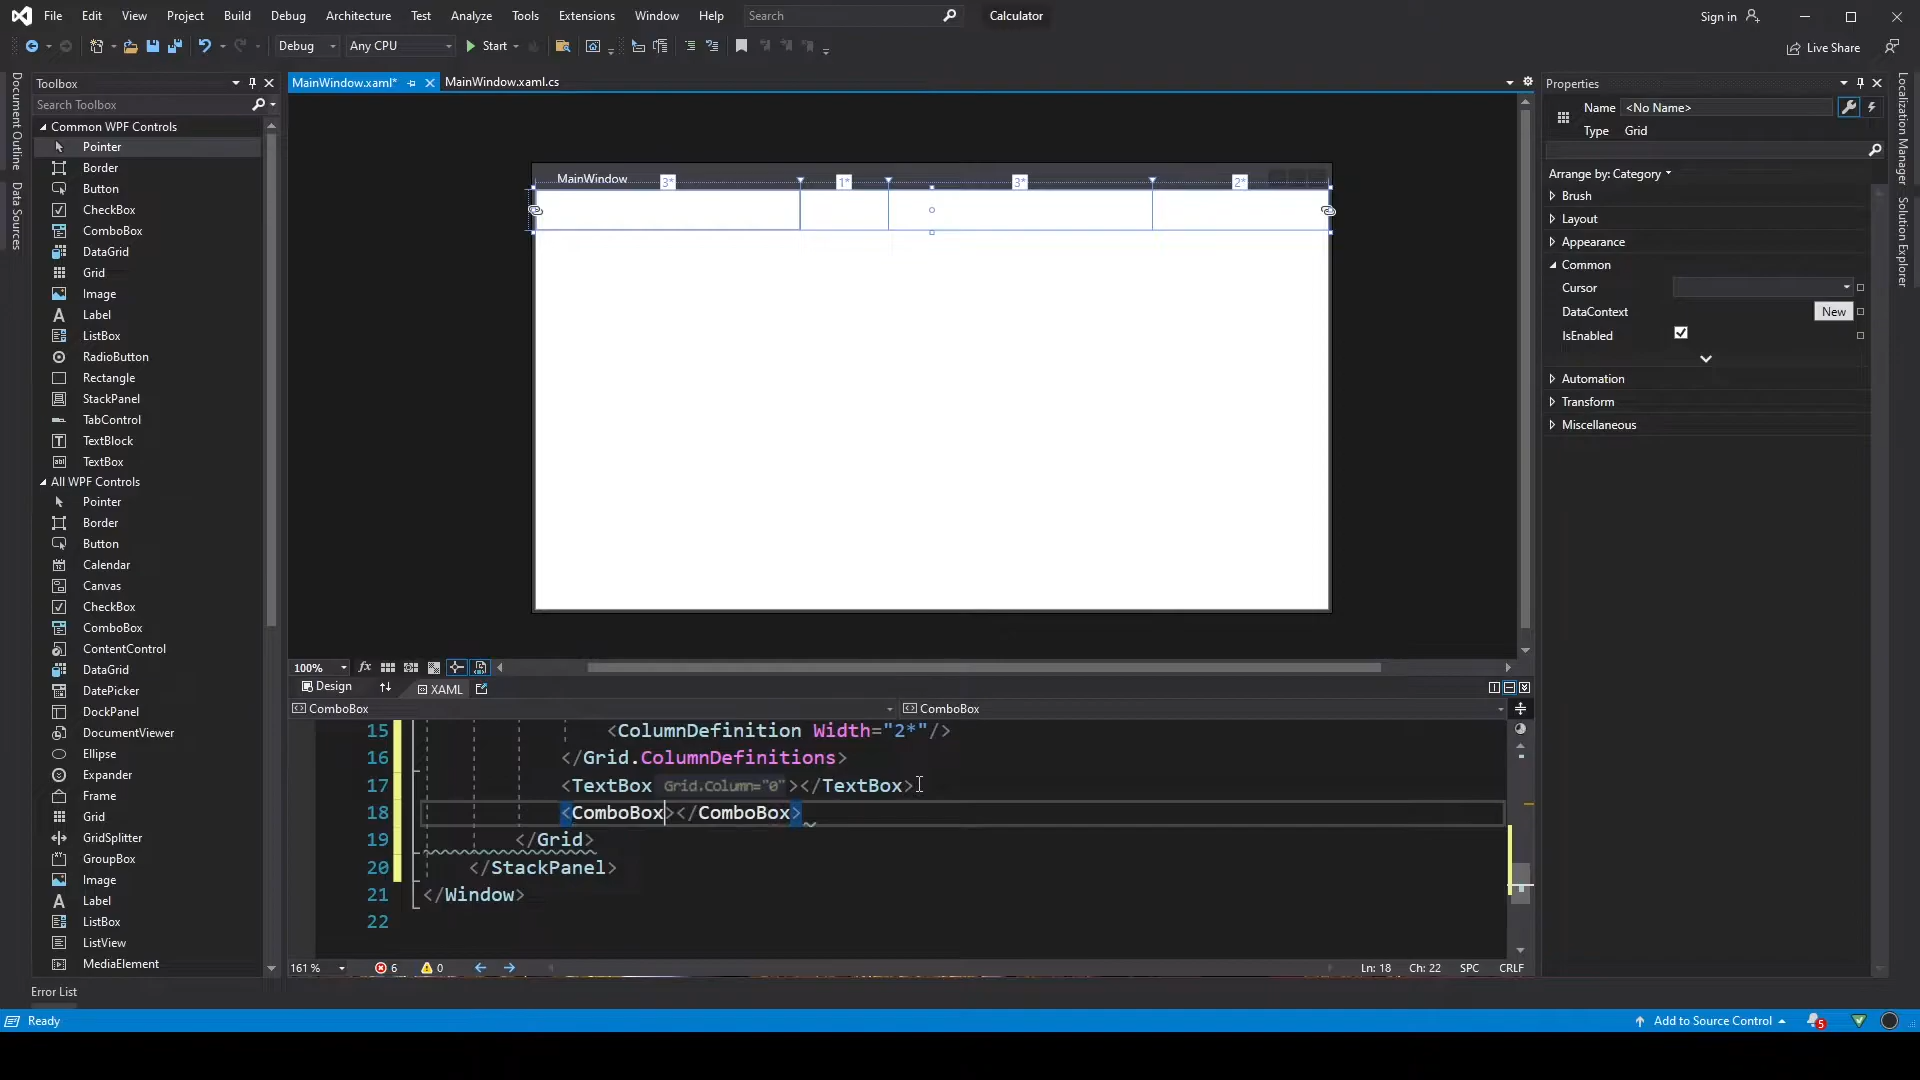 File Edit View Project Build Debug Architecture Test Analyze Tools Extensions Window Help Search Calculator Sign in
Debug Any CPU Start Live Share
Document Outline
Data Sources
Toolbox
Search Toolbox
Common WPF Controls
Pointer
Border
Button
CheckBox
ComboBox
DataGrid
Grid
Image
Label
ListBox
RadioButton
Rectangle
StackPanel
TabControl
TextBlock
TextBox
All WPF Controls
Pointer
Border
Button
Calendar
Canvas
CheckBox
ComboBox
ContentControl
DataGrid
DatePicker
DockPanel
DocumentViewer
Ellipse
Expander
Frame
Grid
GridSplitter
GroupBox
Image
Label
ListBox
ListView
MediaElement
MainWindow.xaml* MainWindow.xaml.cs
MainWindow
3* 1* 3* 2*
100% fx
Design XAML
ComboBox ComboBox
15 <ColumnDefinition Width="2*"/>
16 </Grid.ColumnDefinitions>
17 <TextBox Grid.Column="0"></TextBox>
18 <ComboBox></ComboBox>
19 </Grid>
20 </StackPanel>
21 </Window>
22
161 % 6 0 Ln: 18 Ch: 22 SPC CRLF
Properties
Name <No Name>
Type Grid
Arrange by: Category
Brush
Layout
Appearance
Common
Cursor
DataContext New
IsEnabled
Automation
Transform
Miscellaneous
Localization Manager
Solution Explorer
Error List
Ready Add to Source Control 5